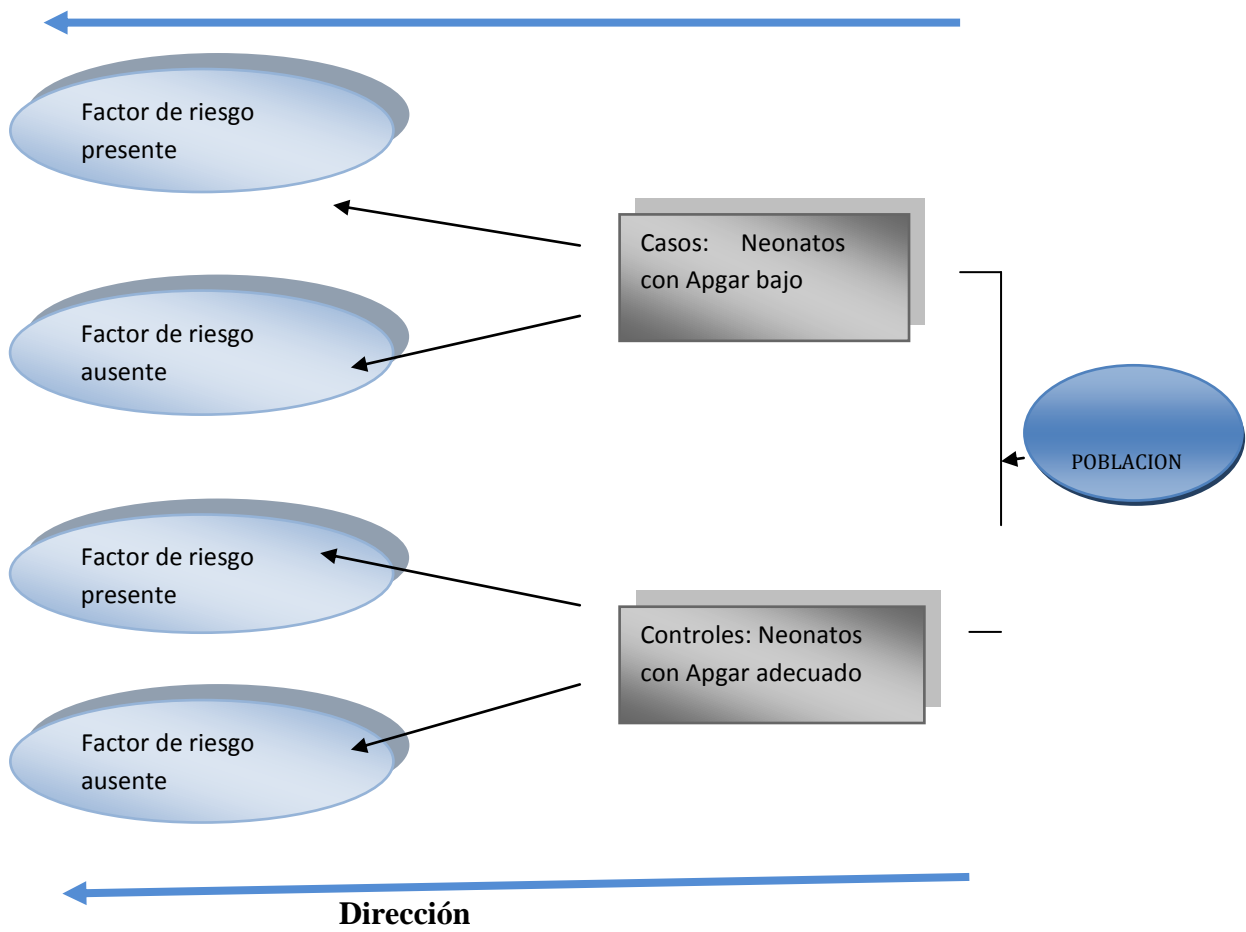 Factor de riesgo
presente
Casos: Neonatos
con Apgar bajo
Factor de riesgo
ausente
POBLACION
Factor de riesgo
presente
Controles: Neonatos
con Apgar adecuado
Factor de riesgo
ausente
Dirección